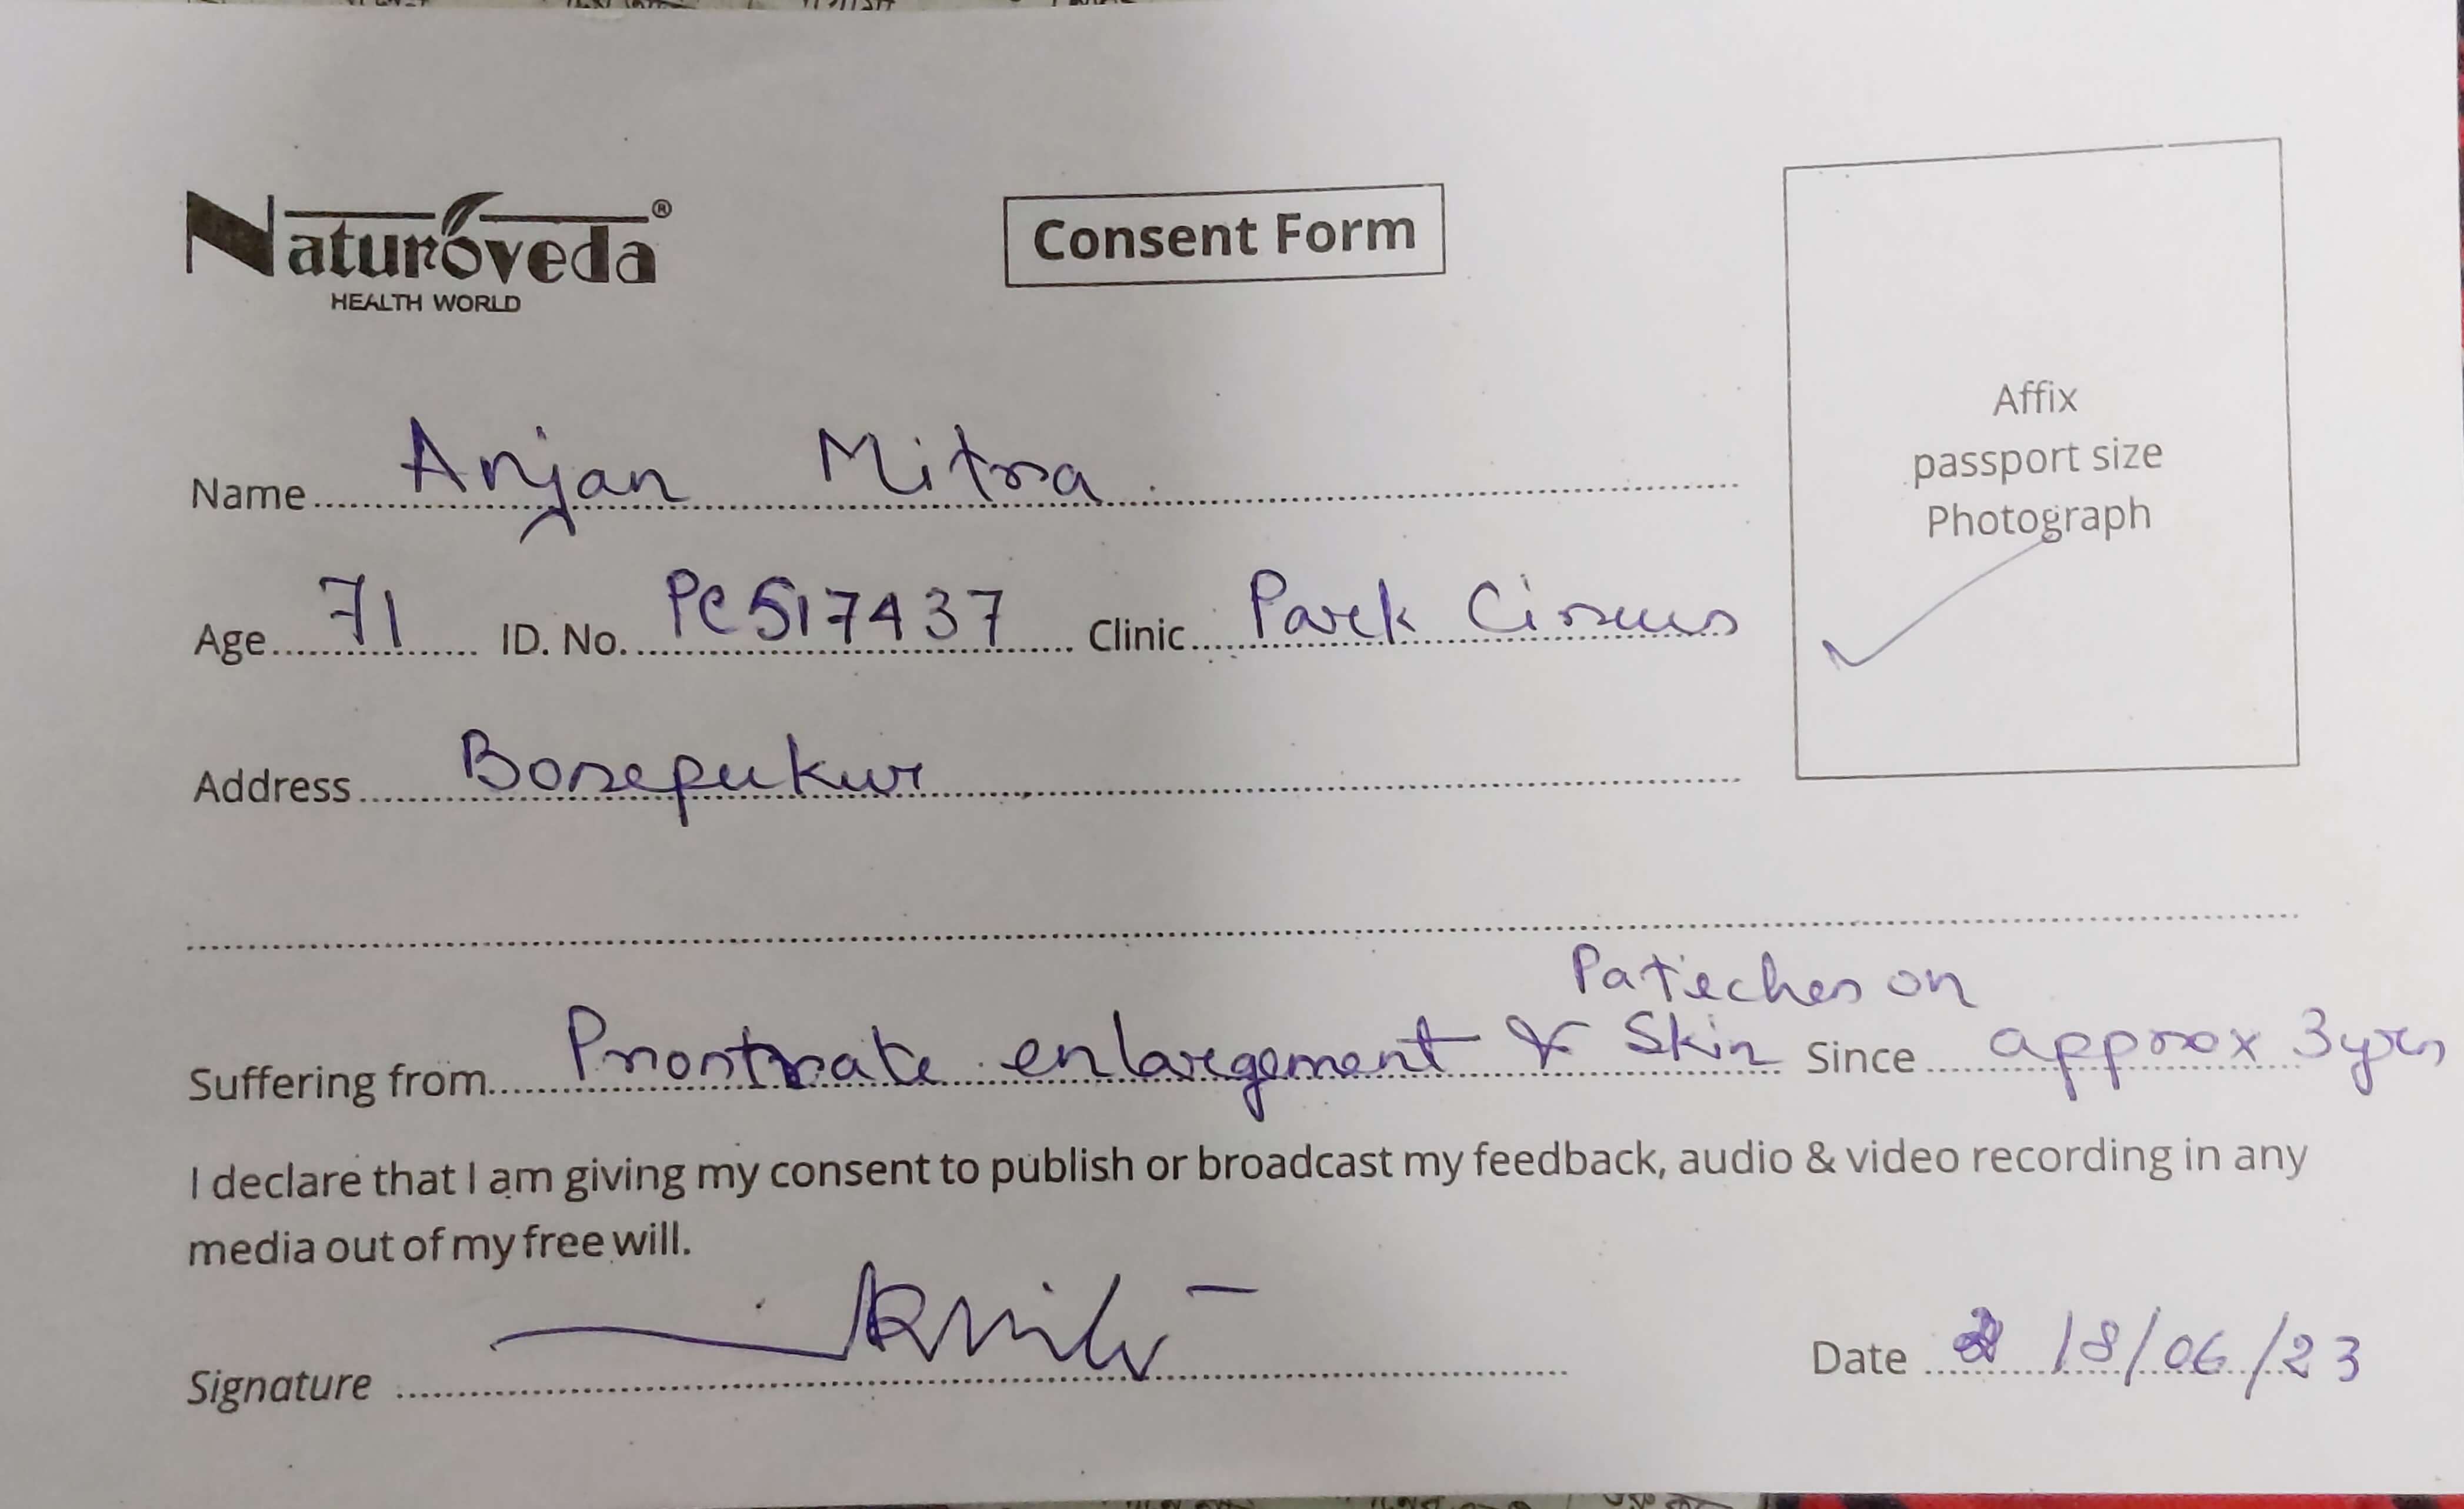 Naturoveda®
HEALTH WORLD
Consent Form
Affix
passport size
Photograph
Name Anjan Mitra
Age 71 ID. No. PC517437 Clinic Park Circus
Address Bosepukur
Patieches on
Suffering from Prostrate enlargement & Skin Since approx 3yrs
I declare that I am giving my consent to publish or broadcast my feedback, audio & video recording in any
media out of my free will.
Signature
Date 18/06/23